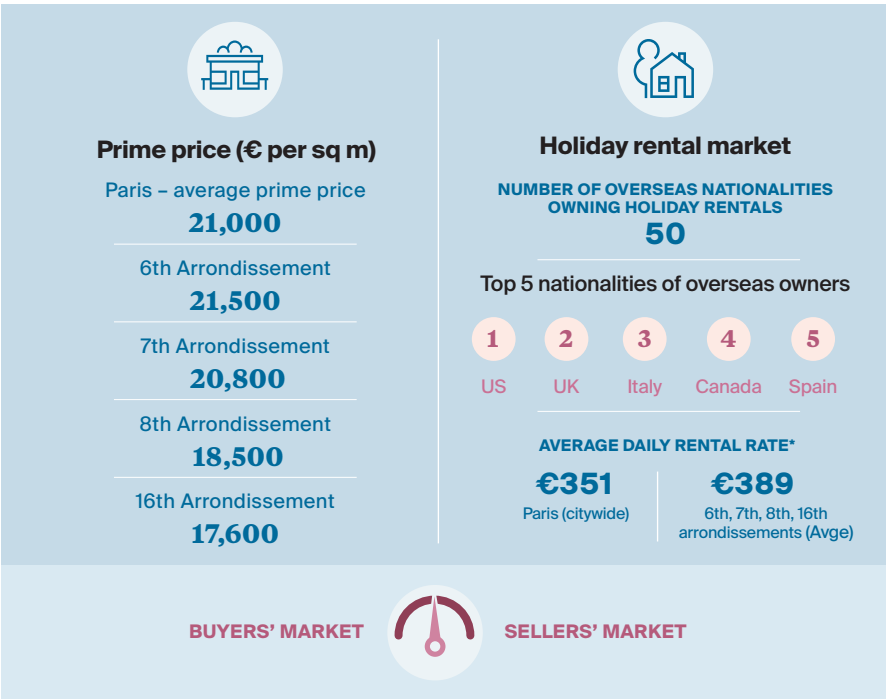 Prime price (€ per sq m)
Paris – average prime price
21,000
6th Arrondissement
21,500
7th Arrondissement
20,800
8th Arrondissement
18,500
16th Arrondissement
17,600
Holiday rental market
NUMBER OF OVERSEAS NATIONALITIES
OWNING HOLIDAY RENTALS
50
Top 5 nationalities of overseas owners
1 2 3 4 5
US UK Italy Canada Spain
AVERAGE DAILY RENTAL RATE*
€351
Paris (citywide)
€389
6th, 7th, 8th, 16th
arrondissements (Avge)
BUYERS’ MARKET
SELLERS’ MARKET